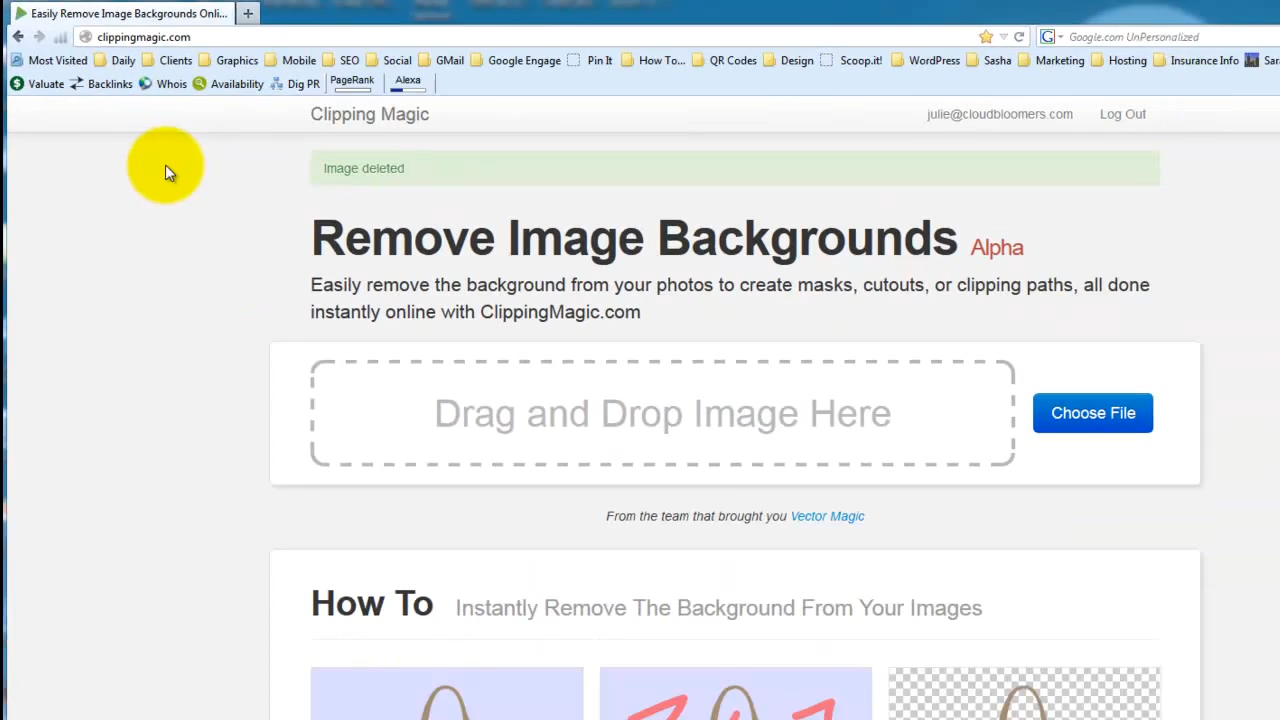 Easily Remove Image Backgrounds Onli...
clippingmagic.com
Google.com UnPersonalized
Most Visited Daily Clients Graphics Mobile SEO Social GMail Google Engage Pin It How To... QR Codes Design Scoop.it! WordPress Sasha Marketing Hosting Insurance Info
Valuate Backlinks Whois Availability Dig PR PageRank Alexa
Clipping Magic julie@cloudbloomers.com Log Out
Image deleted
Remove Image Backgrounds Alpha
Easily remove the background from your photos to create masks, cutouts, or clipping paths, all done
instantly online with ClippingMagic.com
Drag and Drop Image Here Choose File
From the team that brought you Vector Magic
How To Instantly Remove The Background From Your Images